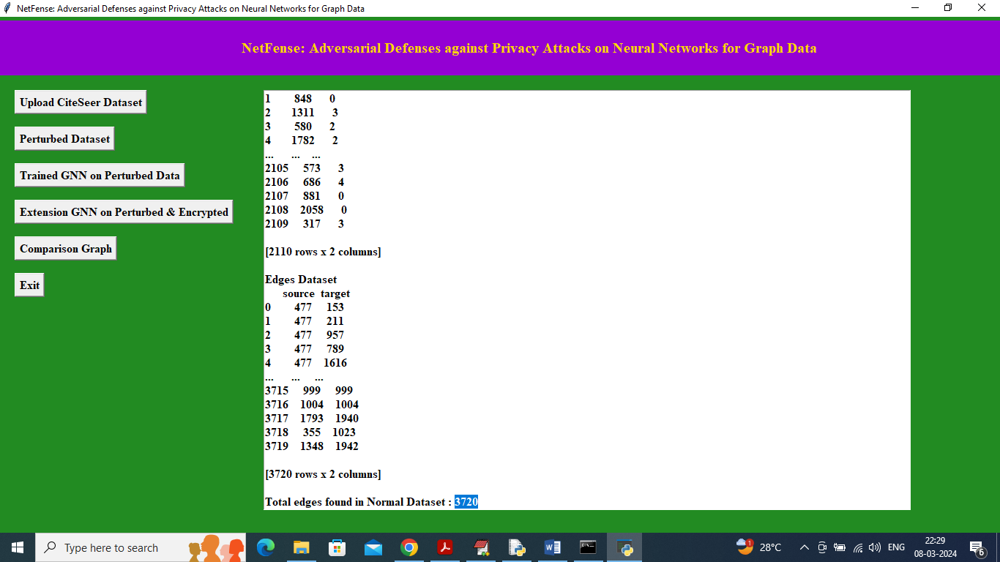 NetFense: Adversarial Defenses against Privacy Attacks on Neural Networks for Graph Data
NetFense: Adversarial Defenses against Privacy Attacks on Neural Networks for Graph Data
Upload CiteSeer Dataset
Perturbed Dataset
Trained GNN on Perturbed Data
Extension GNN on Perturbed & Encrypted
Comparison Graph
Exit
1 848 0
2 1311 3
3 580 2
4 1782 2
... ... ...
2105 573 3
2106 686 4
2107 881 0
2108 2058 0
2109 317 3
[2110 rows x 2 columns]
Edges Dataset
source target
0 477 153
1 477 211
2 477 957
3 477 789
4 477 1616
... ... ...
3715 999 999
3716 1004 1004
3717 1793 1940
3718 355 1023
3719 1348 1942
[3720 rows x 2 columns]
Total edges found in Normal Dataset : 3720
Type here to search
1
28°C
ENG
22:29
08-03-2024
6